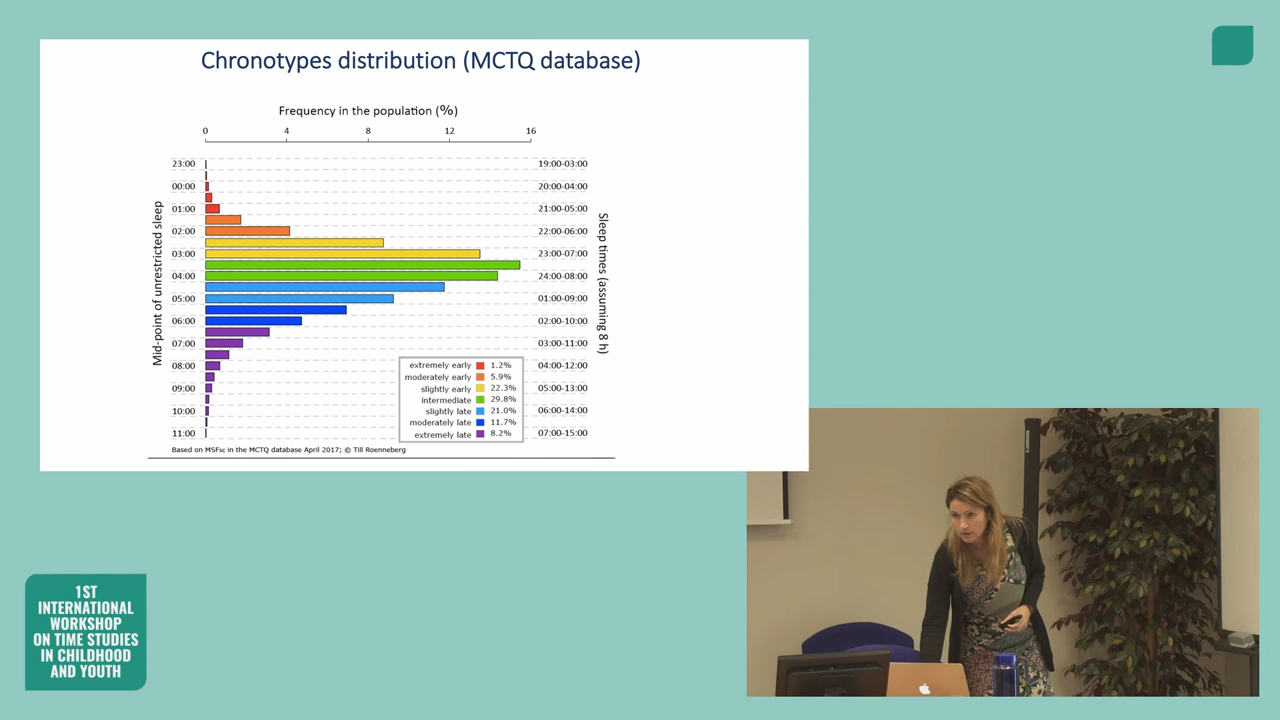 Chronotypes distribution (MCTQ database)
Frequency in the population (%)
0 4 8 12 16
Mid-point of unrestricted sleep
23:00 19:00-03:00
00:00 20:00-04:00
01:00 21:00-05:00
02:00 22:00-06:00
03:00 23:00-07:00
04:00 24:00-08:00
05:00 01:00-09:00
06:00 02:00-10:00
07:00 03:00-11:00
08:00 04:00-12:00
09:00 05:00-13:00
10:00 06:00-14:00
11:00 07:00-15:00
Sleep times (assuming 8 h)
extremely early 1.2%
moderately early 5.9%
slightly early 22.3%
intermediate 29.8%
slightly late 21.0%
moderately late 11.7%
extremely late 8.2%
Based on MSFsc in the MCTQ database April 2017; © Till Roenneberg
1ST
INTERNATIONAL
WORKSHOP
ON TIME STUDIES
IN CHILDHOOD
AND YOUTH